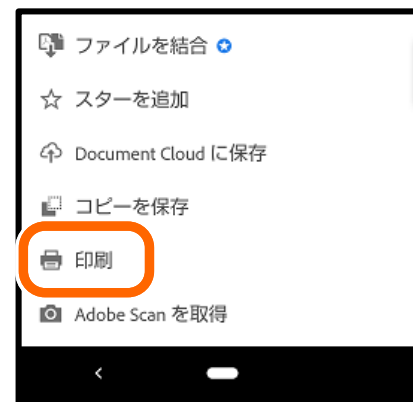 ファイルを結合
スターを追加
Document Cloud に保存
コピーを保存
印刷
Adobe Scan を取得